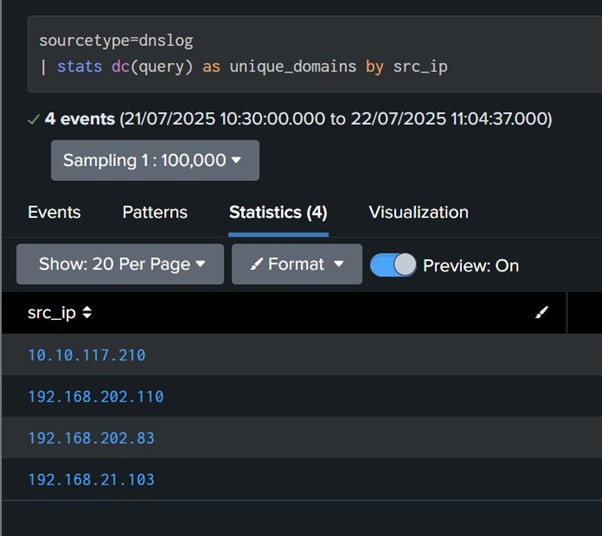 sourcetype=dnslog
| stats dc(query) as unique_domains by src_ip
4 events (21/07/2025 10:30:00.000 to 22/07/2025 11:04:37.000)
Sampling 1 : 100,000
Events Patterns Statistics (4) Visualization
Show: 20 Per Page Format Preview: On
src_ip
10.10.117.210
192.168.202.110
192.168.202.83
192.168.21.103